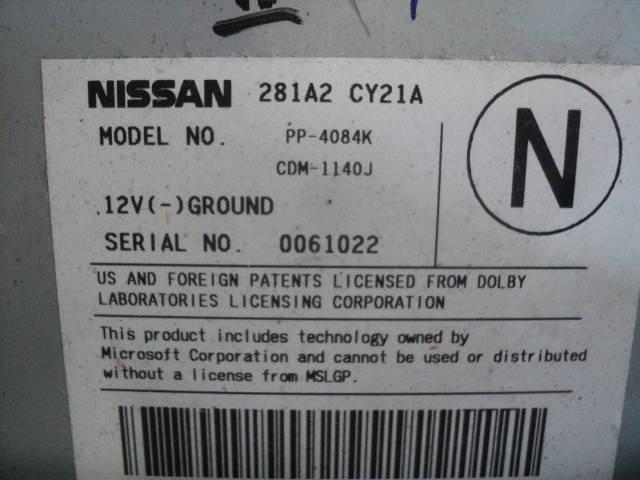 NISSAN 281A2 CY21A
MODEL NO. PP-4084K
CDM-1140J
N
.12V(-)GROUND
SERIAL NO. 0061022
US AND FOREIGN PATENTS LICENSED FROM DOLBY
LABORATORIES LICENSING CORPORATION
This product includes technology owned by
Microsoft Corporation and cannot be used or distributed
without a license from MSLGP.